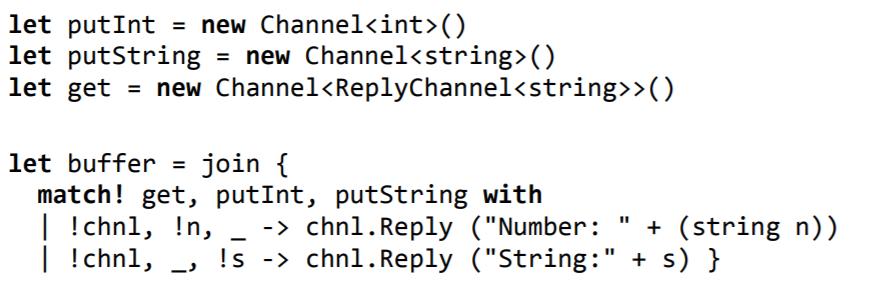 let putInt = new Channel<int>()
let putString = new Channel<string>()
let get = new Channel<ReplyChannel<string>>()
let buffer = join {
  match! get, putInt, putString with
  | !chnl, !n, _ -> chnl.Reply ("Number: " + (string n))
  | !chnl, _, !s -> chnl.Reply ("String:" + s) }